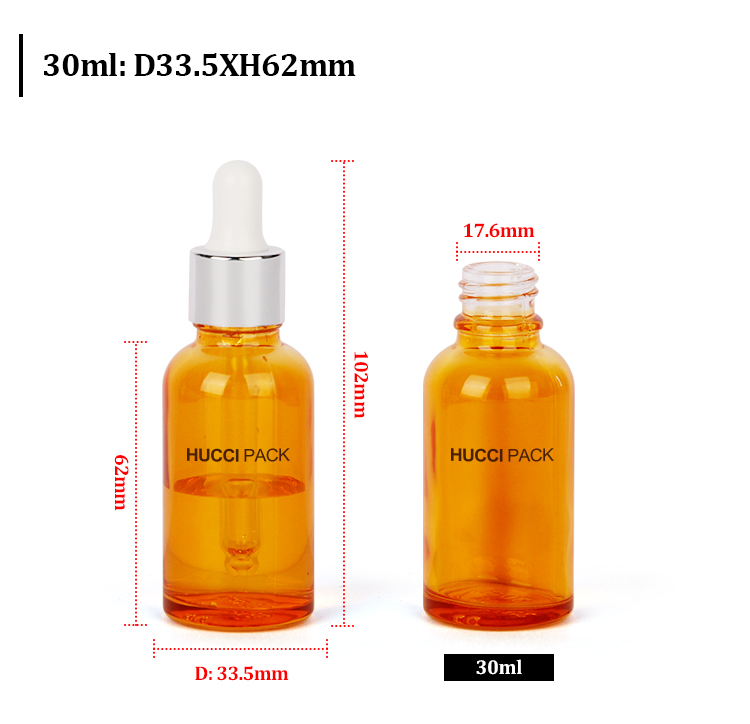 30ml: D33.5XH62mm
17.6mm
102mm
62mm
HUCCI PACK
HUCCI PACK
D: 33.5mm
30ml